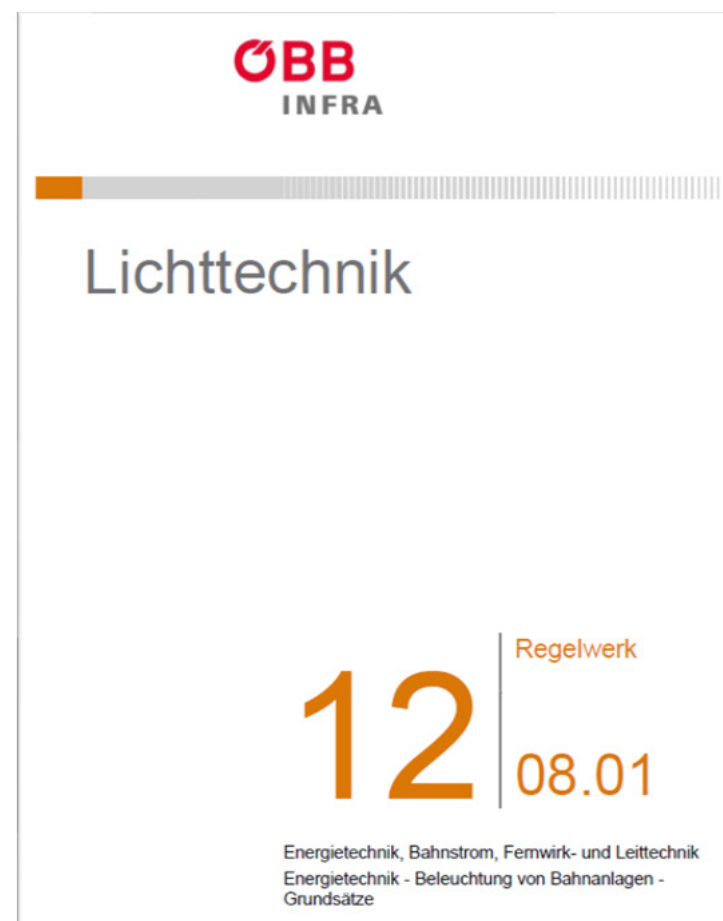 ÖBB
INFRA
Lichttechnik
12
Regelwerk
08.01
Energietechnik, Bahnstrom, Fernwirk- und Leittechnik
Energietechnik - Beleuchtung von Bahnanlagen -
Grundsätze